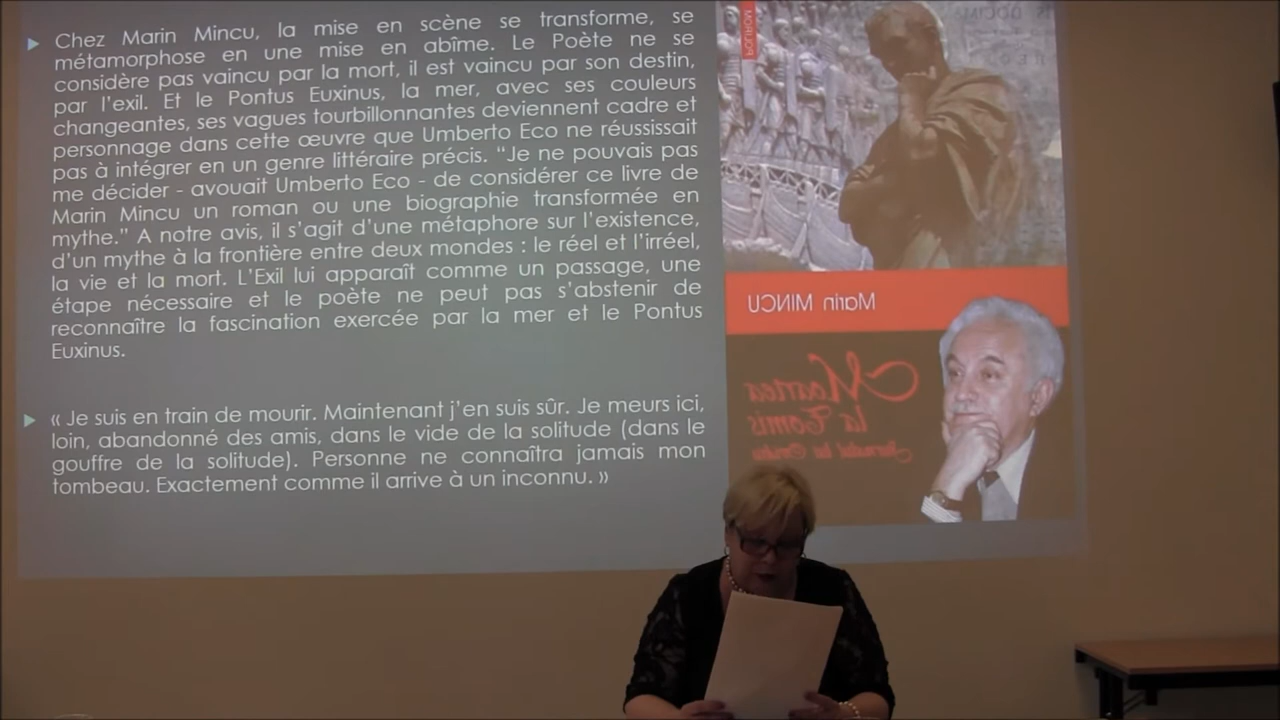 Chez Marin Mincu, la mise en scène se transforme, se
métamorphose en une mise en abîme. Le Poète ne se
considère pas vaincu par la mort, il est vaincu par son destin,
par l'exil. Et le Pontus Euxinus, la mer, avec ses couleurs
changeantes, ses vagues tourbillonnantes deviennent cadre et
personnage dans cette œuvre que Umberto Eco ne réussissait
pas à intégrer en un genre littéraire précis. “Je ne pouvais pas
me décider - avouait Umberto Eco - de considérer ce livre de
Marin Mincu un roman ou une biographie transformée en
mythe.” A notre avis, il s'agit d'une métaphore sur l'existence,
d'un mythe à la frontière entre deux mondes : le réel et l'irréel,
la vie et la mort. L'Exil lui apparaît comme un passage, une
étape nécessaire et le poète ne peut pas s'abstenir de
reconnaître la fascination exercée par la mer et le Pontus
Euxinus.
« Je suis en train de mourir. Maintenant j'en suis sûr. Je meurs ici,
loin, abandonné des amis, dans le vide de la solitude (dans le
gouffre de la solitude). Personne ne connaîtra jamais mon
tombeau. Exactement comme il arrive à un inconnu. »
POLIROM
Marin MINCU
Moartea
la Tomis
Jurnalul lui Ovidiu